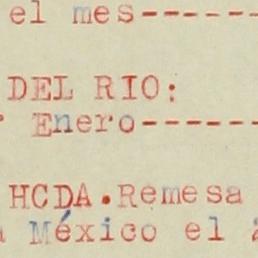 el mes-------
DEL RIO:
Enero------
HCDA.Remesa
México el